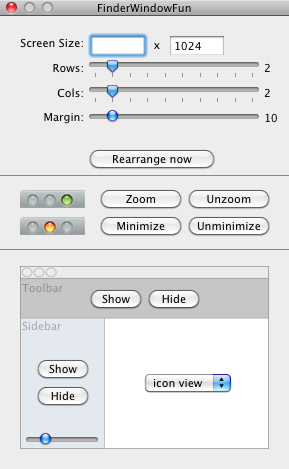 FinderWindowFun
Screen Size: x 1024
Rows: 2
Cols: 2
Margin: 10
Rearrange now
Zoom Unzoom
Minimize Unminimize
Toolbar
Show Hide
Sidebar
Show
Hide
icon view